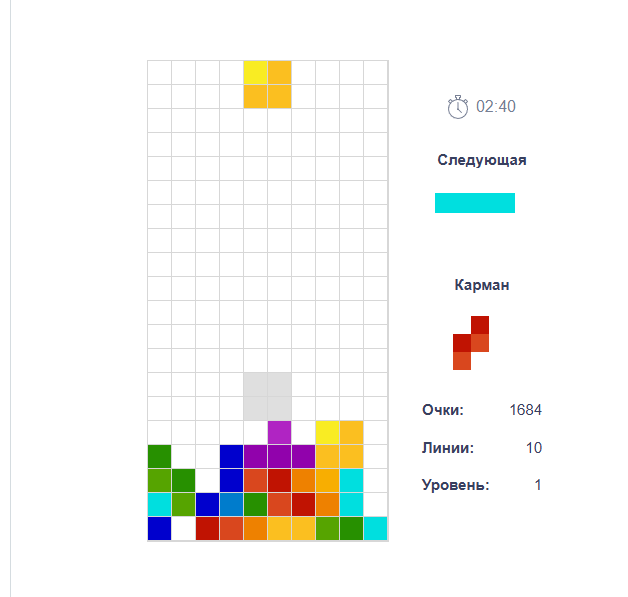 02:40
Следующая
Карман
Очки: 1684
Линии: 10
Уровень: 1